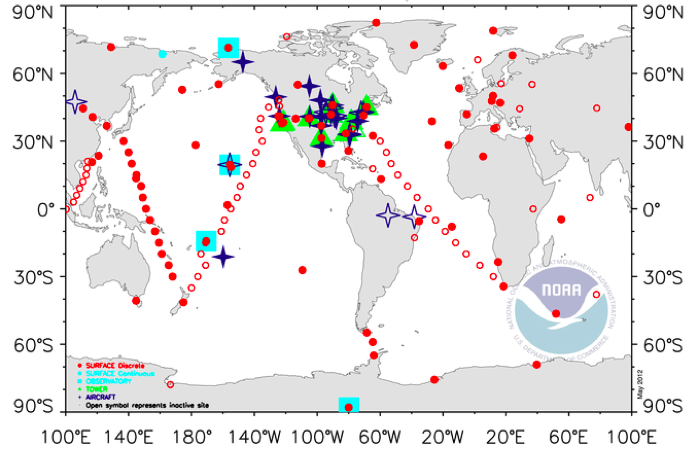 90°N 90°N
60°N 60°N
30°N 30°N
0° 0°
30°S 30°S
60°S 60°S
90°S 90°S
NATIONAL OCEANIC AND ATMOSPHERIC ADMINISTRATION
NOAA
U.S. DEPARTMENT OF COMMERCE
SURFACE Discrete
SURFACE Continuous
OBSERVATORY
TOWER
AIRCRAFT
Open symbol represents inactive site
May 2012
100°E 140°E 180° 140°W 100°W 60°W 20°W 20°E 60°E 100°E